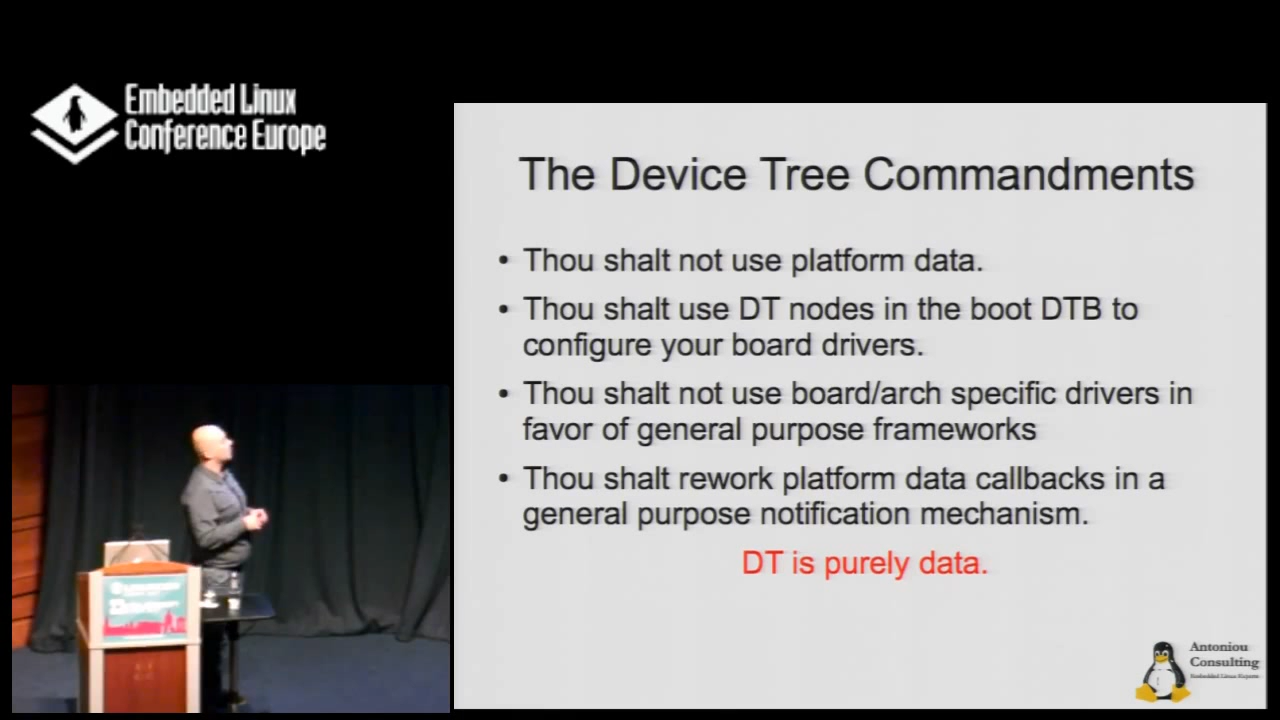 Embedded Linux
Conference Europe
The Device Tree Commandments
• Thou shalt not use platform data.
• Thou shalt use DT nodes in the boot DTB to
configure your board drivers.
• Thou shalt not use board/arch specific drivers in
favor of general purpose frameworks
• Thou shalt rework platform data callbacks in a
general purpose notification mechanism.
DT is purely data.
Antoniou
Consulting
Embedded Linux Experts